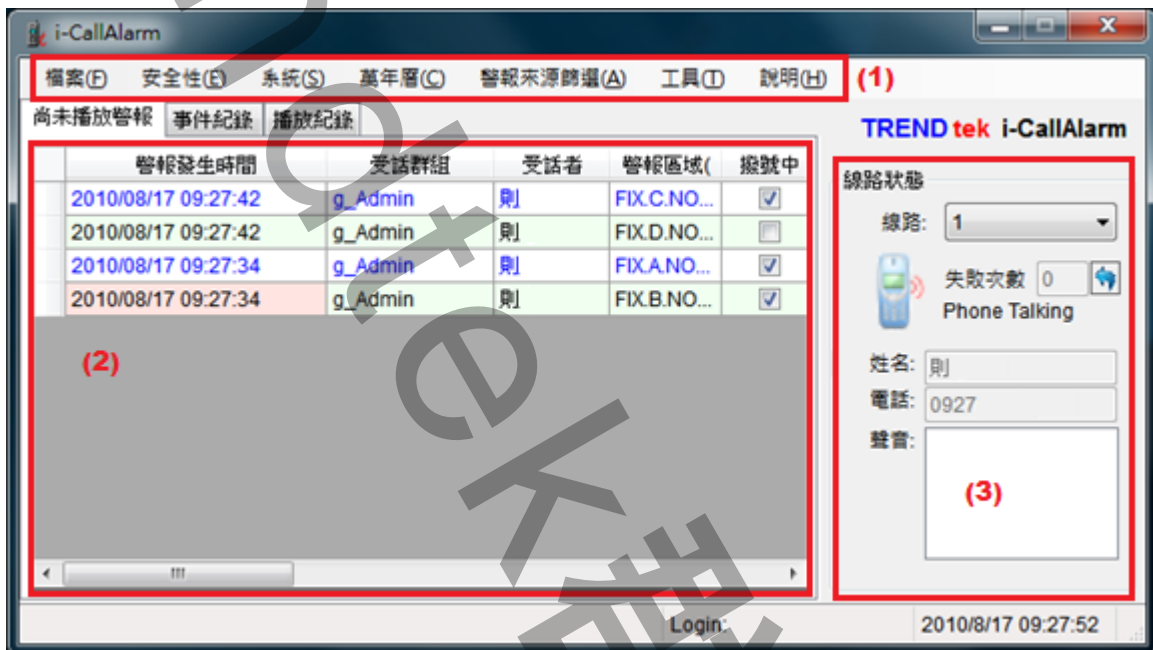 i-CallAlarm
檔案(F) 安全性(E) 系統(S) 萬年曆(C) 警報來源篩選(A) 工具(T) 說明(H) (1)
尚未播放警報 事件紀錄 播放紀錄
TREND tek i-CallAlarm
警報發生時間 受話群組 受話者 警報區域( 撥號中
2010/08/17 09:27:42 g_Admin 則 FIX.C.NO...
2010/08/17 09:27:42 g_Admin 則 FIX.D.NO...
2010/08/17 09:27:34 g_Admin 則 FIX.A.NO...
2010/08/17 09:27:34 g_Admin 則 FIX.B.NO...
(2)
線路狀態
線路: 1
失敗次數 0
Phone Talking
姓名: 則
電話: 0927
聲音:
(3)
Login: 2010/8/17 09:27:52